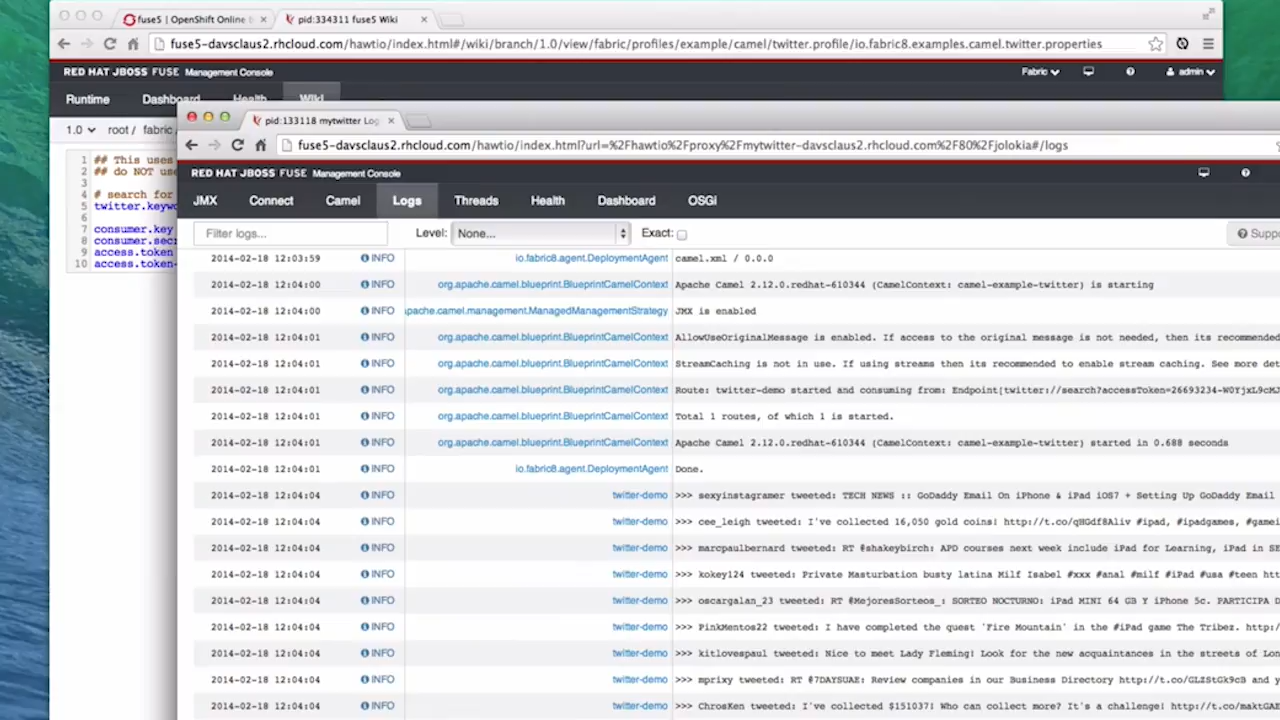 fuse5 | OpenShift Online
pid:334311 fuse5 Wiki
fuse5-davsclaus2.rhcloud.com/hawtio/index.html#/wiki/branch/1.0/view/fabric/profiles/example/camel/twitter.profile/io.fabric8.examples.camel.twitter.properties
RED HAT JBOSS FUSE Management Console
Fabric
admin
Runtime Dashboard Health Wiki
1.0 root / fabric
1 ## This uses
2 ## do NOT use
3
4 # search for
5 twitter.keywo
6
7 consumer.key
8 consumer.secr
9 access.token
10 access.token-
pid:133118 mytwitter Log
fuse5-davsclaus2.rhcloud.com/hawtio/index.html?url=%2Fhawtio%2Fproxy%2Fmytwitter-davsclaus2.rhcloud.com%2F80%2Fjolokia#/logs
RED HAT JBOSS FUSE Management Console
JMX Connect Camel Logs Threads Health Dashboard OSGi
Filter logs... Level: None... Exact: Suppo
2014-02-18 12:03:59 INFO io.fabric8.agent.DeploymentAgent camel.xml / 0.0.0
2014-02-18 12:04:00 INFO org.apache.camel.blueprint.BlueprintCamelContext Apache Camel 2.12.0.redhat-610344 (CamelContext: camel-example-twitter) is starting
2014-02-18 12:04:00 INFO apache.camel.management.ManagedManagementStrategy JMX is enabled
2014-02-18 12:04:01 INFO org.apache.camel.blueprint.BlueprintCamelContext AllowUseOriginalMessage is enabled. If access to the original message is not needed, then its recommended
2014-02-18 12:04:01 INFO org.apache.camel.blueprint.BlueprintCamelContext StreamCaching is not in use. If using streams then its recommended to enable stream caching. See more det
2014-02-18 12:04:01 INFO org.apache.camel.blueprint.BlueprintCamelContext Route: twitter-demo started and consuming from: Endpoint[twitter://search?accessToken=26693234-W0YjxL9cMJ
2014-02-18 12:04:01 INFO org.apache.camel.blueprint.BlueprintCamelContext Total 1 routes, of which 1 is started.
2014-02-18 12:04:01 INFO org.apache.camel.blueprint.BlueprintCamelContext Apache Camel 2.12.0.redhat-610344 (CamelContext: camel-example-twitter) started in 0.688 seconds
2014-02-18 12:04:01 INFO io.fabric8.agent.DeploymentAgent Done.
2014-02-18 12:04:04 INFO twitter-demo >>> sexyinstagramer tweeted: TECH NEWS :: GoDaddy Email On iPhone & iPad iOS7 + Setting Up GoDaddy Email
2014-02-18 12:04:04 INFO twitter-demo >>> cee_leigh tweeted: I've collected 16,050 gold coins! http://t.co/qHGdf8Aliv #ipad, #ipadgames, #gamei
2014-02-18 12:04:04 INFO twitter-demo >>> marcpaulbernard tweeted: RT @shakeybirch: APD courses next week include iPad for Learning, iPad in SE
2014-02-18 12:04:04 INFO twitter-demo >>> kokey124 tweeted: Private Masturbation busty latina Milf Isabel #xxx #anal #milf #iPad #usa #teen htt
2014-02-18 12:04:04 INFO twitter-demo >>> oscargalan_23 tweeted: RT @MejoresSorteos_: SORTEO NOCTURNO: iPad MINI 64 GB Y iPhone 5c. PARTICIPA D
2014-02-18 12:04:04 INFO twitter-demo >>> PinkMentos22 tweeted: I have completed the quest 'Fire Mountain' in the #iPad game The Tribez. http:/
2014-02-18 12:04:04 INFO twitter-demo >>> kitlovespaul tweeted: Nice to meet Lady Fleming! Look for the new acquaintances in the streets of Lon
2014-02-18 12:04:04 INFO twitter-demo >>> mprixy tweeted: RT @7DAYSUAE: Review companies in our Business Directory http://t.co/GLZStGk9cB and y
2014-02-18 12:04:04 INFO twitter-demo >>> ChrosKen tweeted: I've collected $151037! Who can collect more? It's a challenge! http://t.co/maktGAE